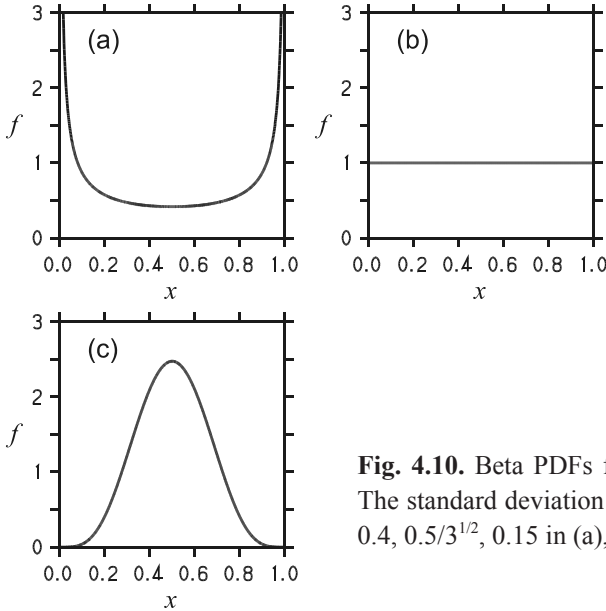 (a)
3
2
f
1
0
0.0 0.2 0.4 0.6 0.8 1.0
x
(b)
3
2
f
1
0
0.0 0.2 0.4 0.6 0.8 1.0
x
(c)
3
2
f
1
0
0.0 0.2 0.4 0.6 0.8 1.0
x
Fig. 4.10. Beta PDFs
The standard deviation
0.4, 0.5/3^{1/2}, 0.15 in (a),